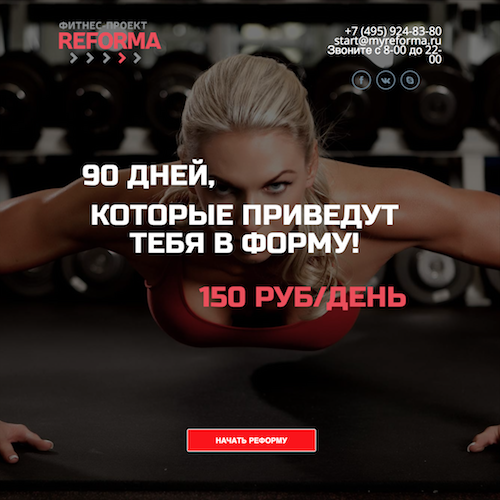 ФИТНЕС-ПРОЕКТ
REFORMA
+7 (495) 924-83-80
start@myreforma.ru
Звоните с 8-00 до 22-
00
90 ДНЕЙ,
КОТОРЫЕ ПРИВЕДУТ
ТЕБЯ В ФОРМУ!
150 РУБ/ДЕНЬ
НАЧАТЬ РЕФОРМУ